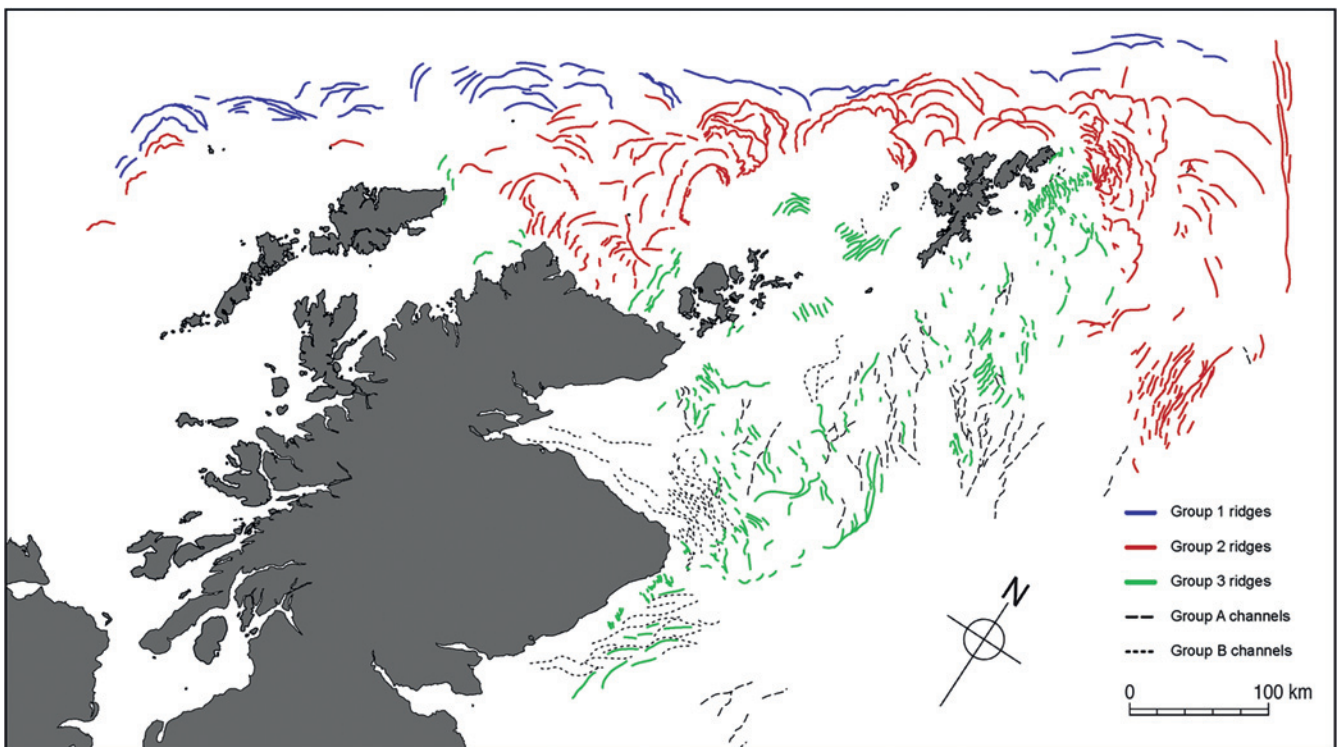 Group 1 ridges
Group 2 ridges
Group 3 ridges
Group A channels
Group B channels
N
0 100 km